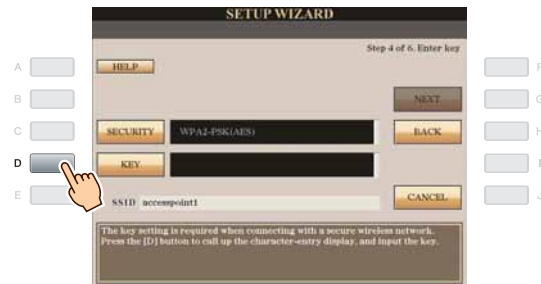 SETUP WIZARD
Step 4 of 6. Enter key
A
HELP
F
B
NEXT
G
C
SECURITY
WPA2-PSK(AES)
BACK
H
D
KEY
I
E
SSID accesspoint1
CANCEL
J
The key setting is required when connecting with a secure wireless network.
Press the [D] button to call up the character-entry display, and input the key.